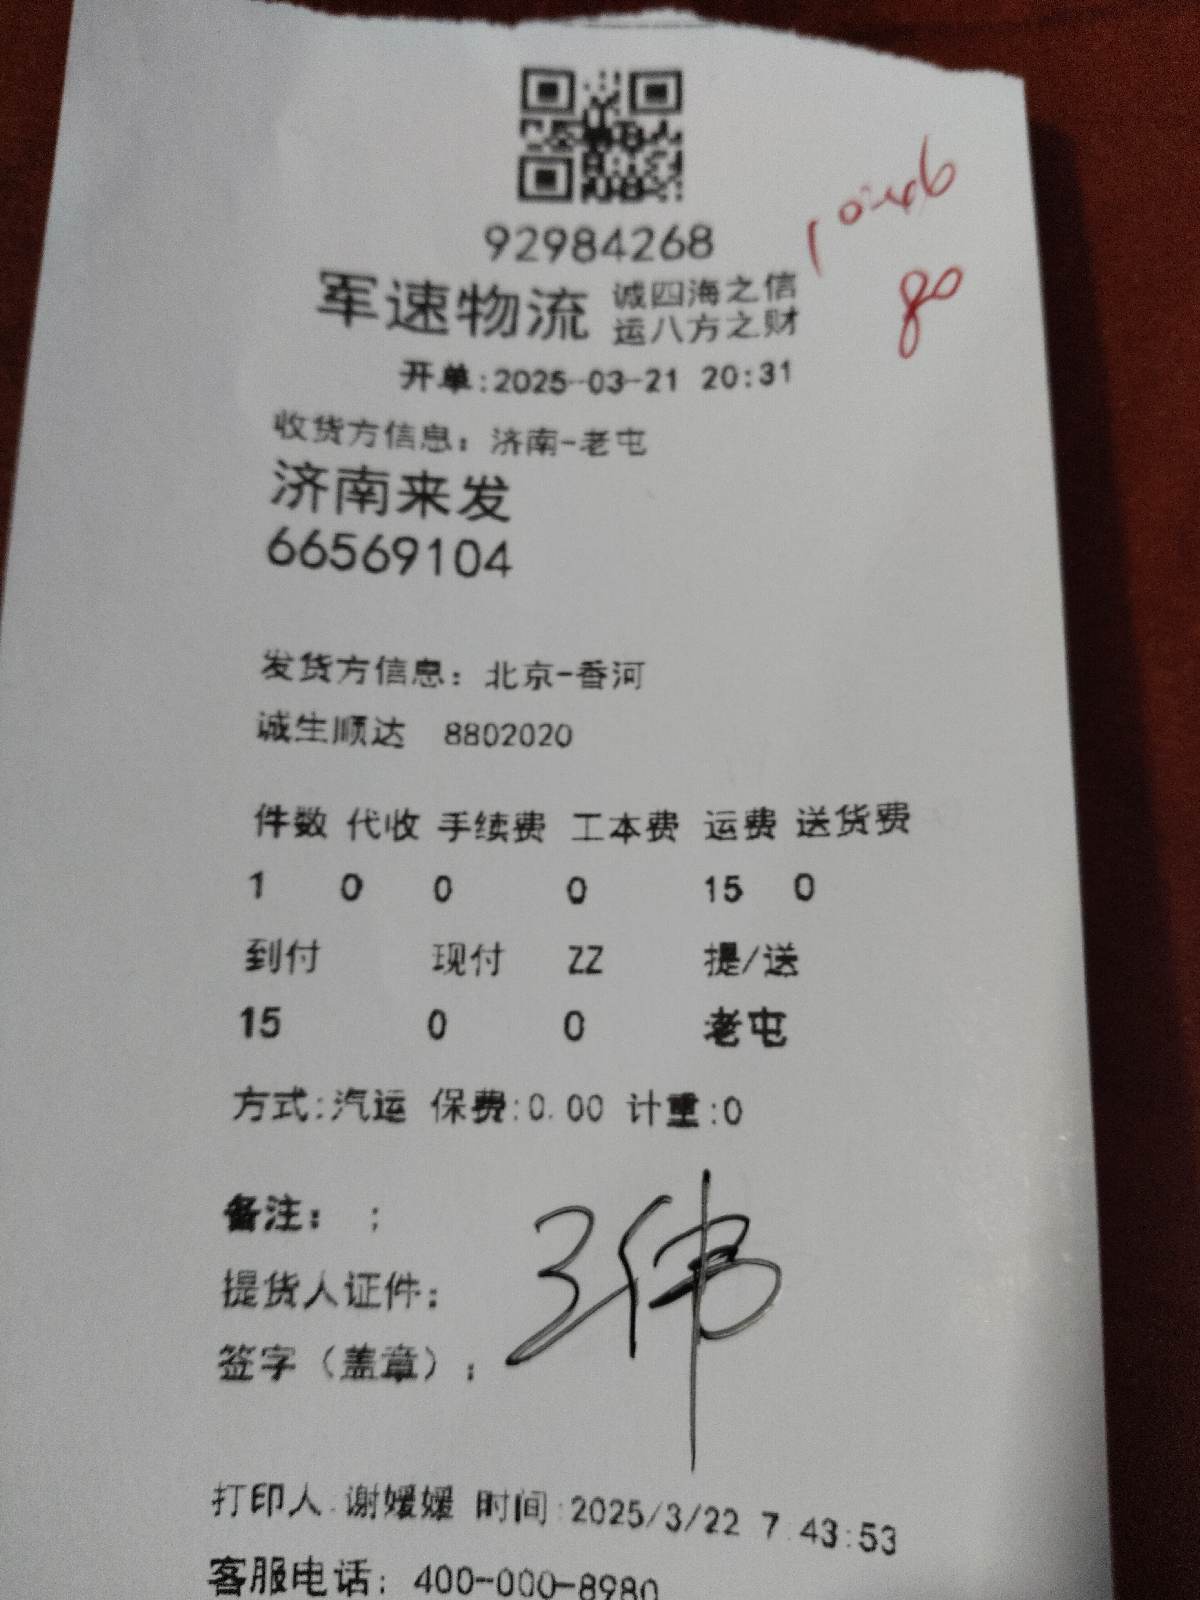 92984268
军速物流 诚四海之信
运八方之财
开单:2025-03-21 20:31
80
收货方信息：济南-老屯
济南来发
66569104
发货方信息：北京-香河
诚生顺达 8802020
件数 代收 手续费 工本费 运费 送货费
1 0 0 0 15 0
到付 现付 ZZ 提/送
15 0 0 老屯
方式:汽运 保费:0.00 计重:0
备注： ;
提货人证件：
签字（盖章）：
王伟
打印人:谢媛媛 时间:2025/3/22 7:43:53
客服电话: 400-000-8980